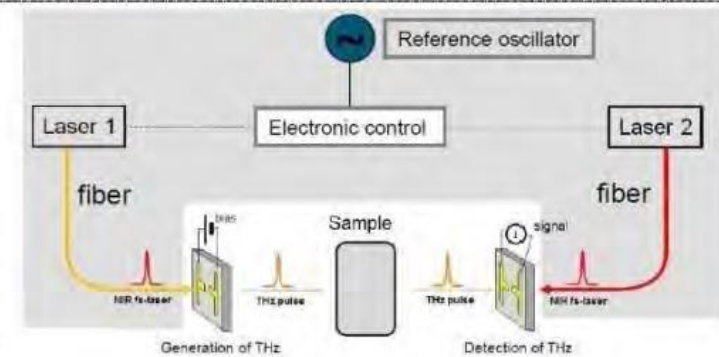 Reference oscillator
Laser 1
Electronic control
Laser 2
fiber
fiber
bias
Sample
signal
NIR fs-laser
THz pulse
THz pulse
NIR fs-laser
Generation of THz
Detection of THz